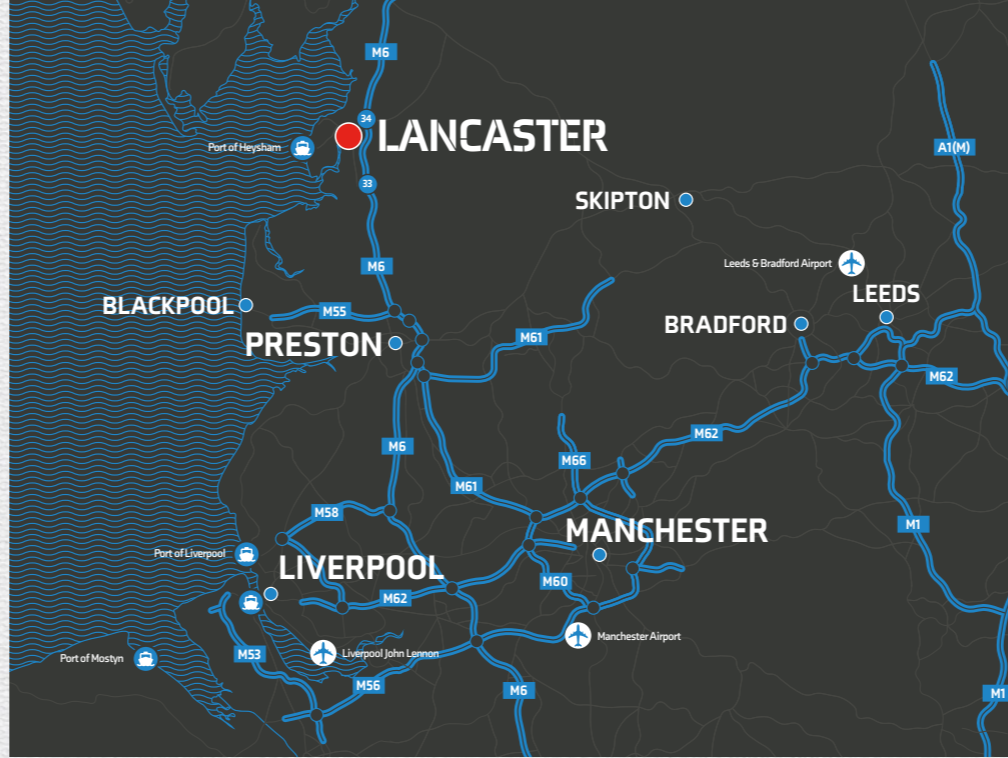 M6
34
LANCASTER
Port of Heysham
A1(M)
33
SKIPTON
M6
Leeds & Bradford Airport
LEEDS
BLACKPOOL
M55
BRADFORD
PRESTON
M61
M62
M6
M62
M66
M61
M58
M1
MANCHESTER
Port of Liverpool
LIVERPOOL
M60
M62
Manchester Airport
M53
Liverpool John Lennon
Port of Mostyn
M56
M6
M1